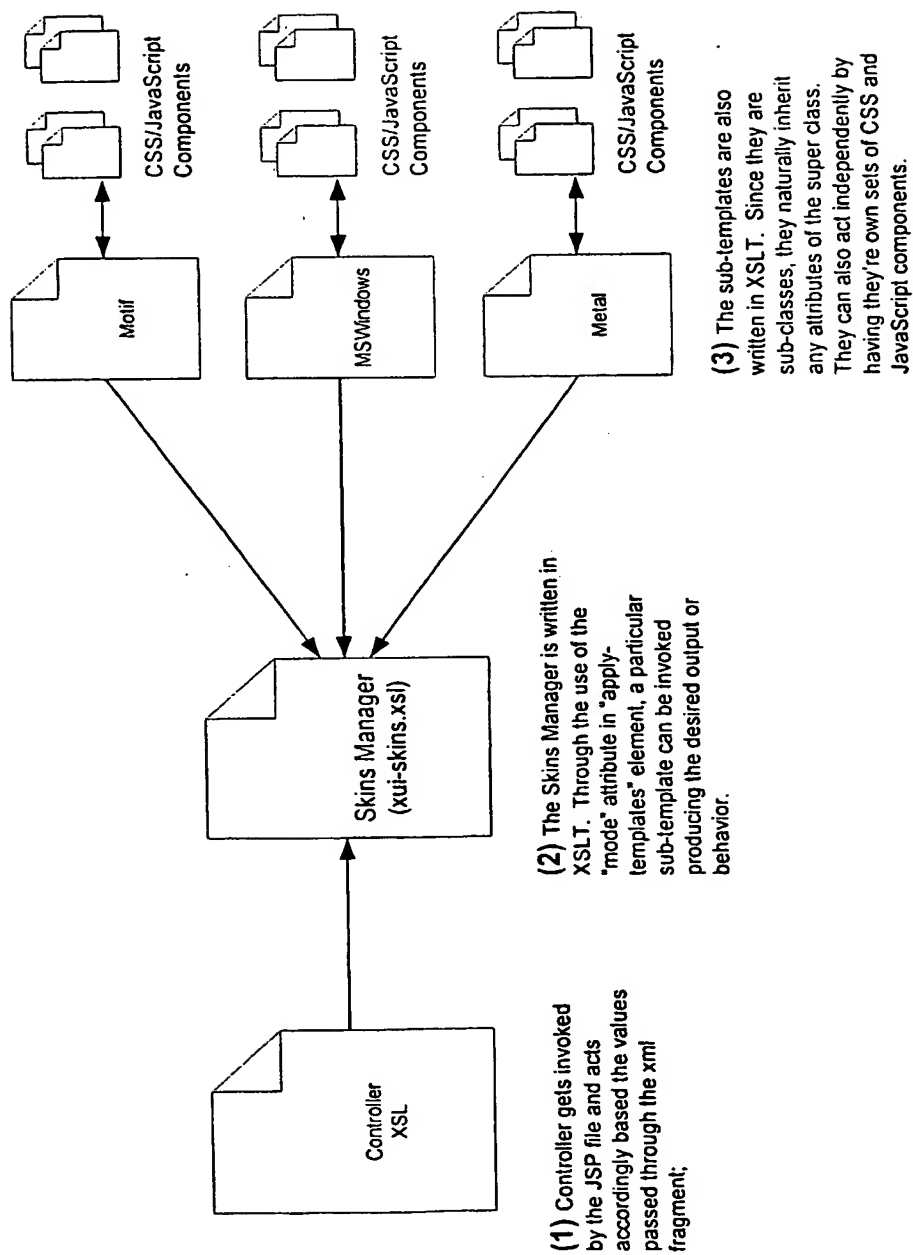 Controller
XSL
(1) Controller gets invoked
by the JSP file and acts
accordingly based the values
passed through the xml
fragment;
Skins Manager
(xui-skins.xsl)
(2) The Skins Manager is written in
XSLT. Through the use of the
"mode" attribute in "apply-
templates" element, a particular
sub-template can be invoked
producing the desired output or
behavior.
Motif
CSS/JavaScript
Components
MSWindows
CSS/JavaScript
Components
Metal
CSS/JavaScript
Components
(3) The sub-templates are also
written in XSLT. Since they are
sub-classes, they naturally inherit
any attributes of the super class.
They can also act independently by
having they're own sets of CSS and
JavaScript components.